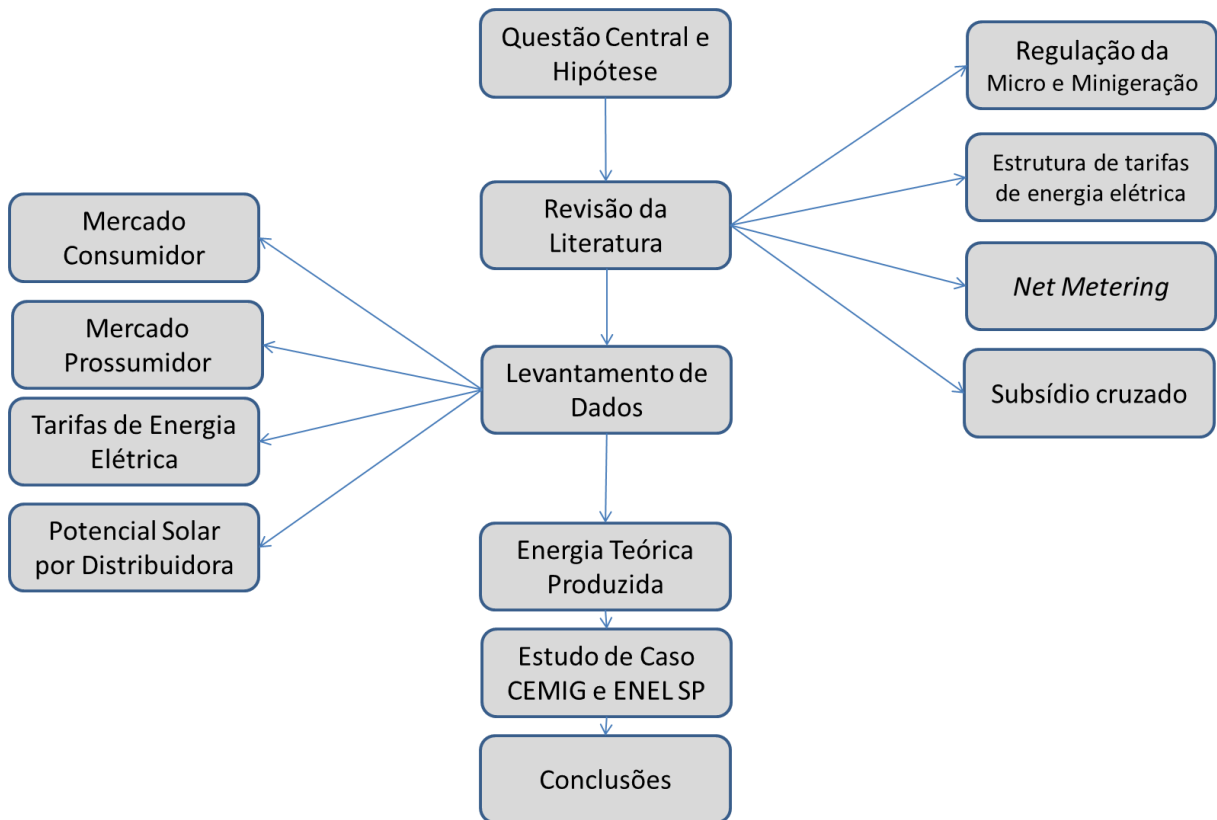 Questão Central e
Hipótese
Regulação da
Micro e Minigeração
Estrutura de tarifas
de energia elétrica
Revisão da
Literatura
Net Metering
Subsídio cruzado
Mercado
Consumidor
Mercado
Prossumidor
Tarifas de Energia
Elétrica
Potencial Solar
por Distribuidora
Levantamento de
Dados
Energia Teórica
Produzida
Estudo de Caso
CEMIG e ENEL SP
Conclusões